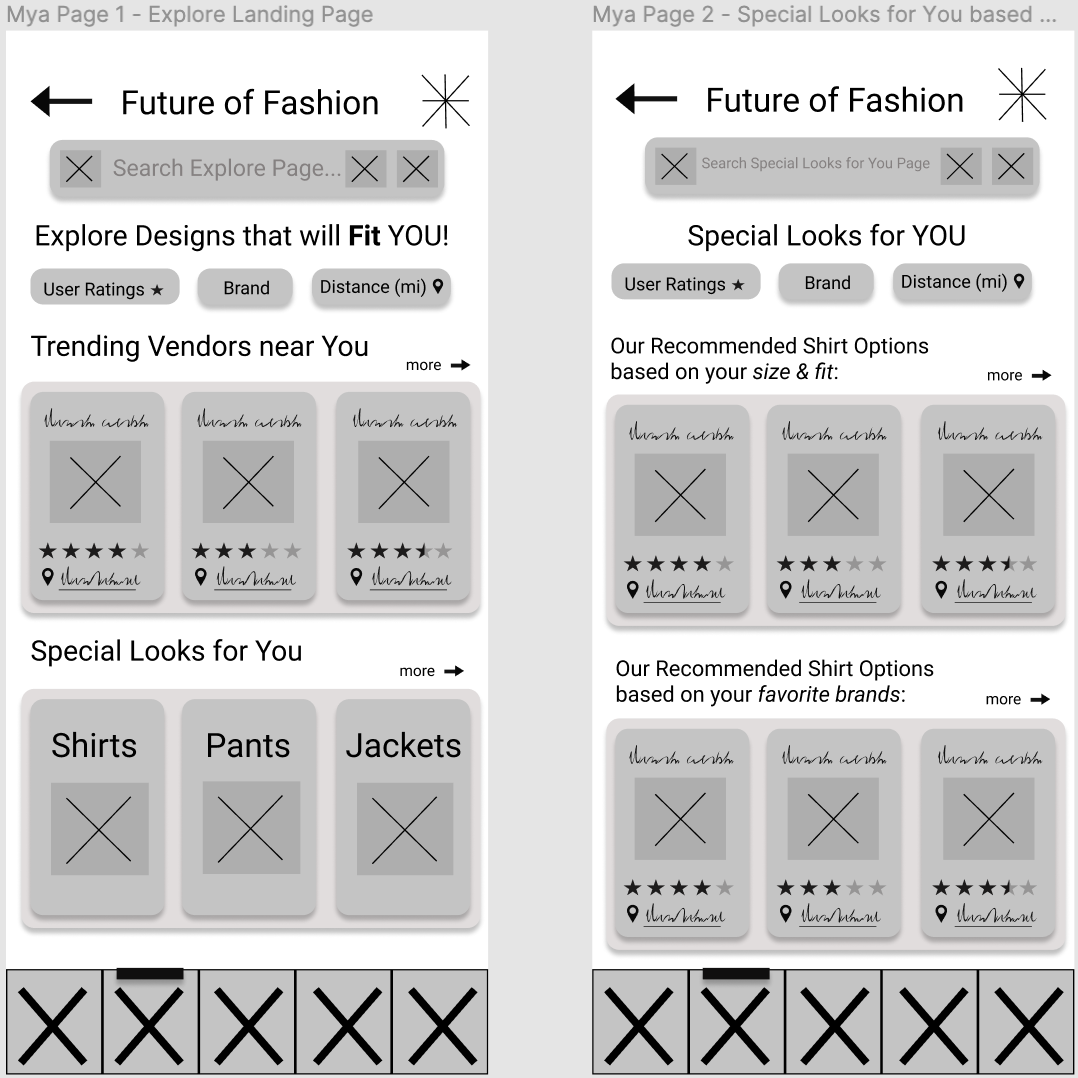 Mya Page 1 - Explore Landing Page
Future of Fashion
Search Explore Page...
Explore Designs that will Fit YOU!
User Ratings ★
Brand
Distance (mi)
Trending Vendors near You
more →
Special Looks for You
more →
Shirts
Pants
Jackets
Mya Page 2 - Special Looks for You based ...
Future of Fashion
Search Special Looks for You Page
Special Looks for YOU
User Ratings ★
Brand
Distance (mi)
Our Recommended Shirt Options
based on your size & fit:
more →
Our Recommended Shirt Options
based on your favorite brands:
more →